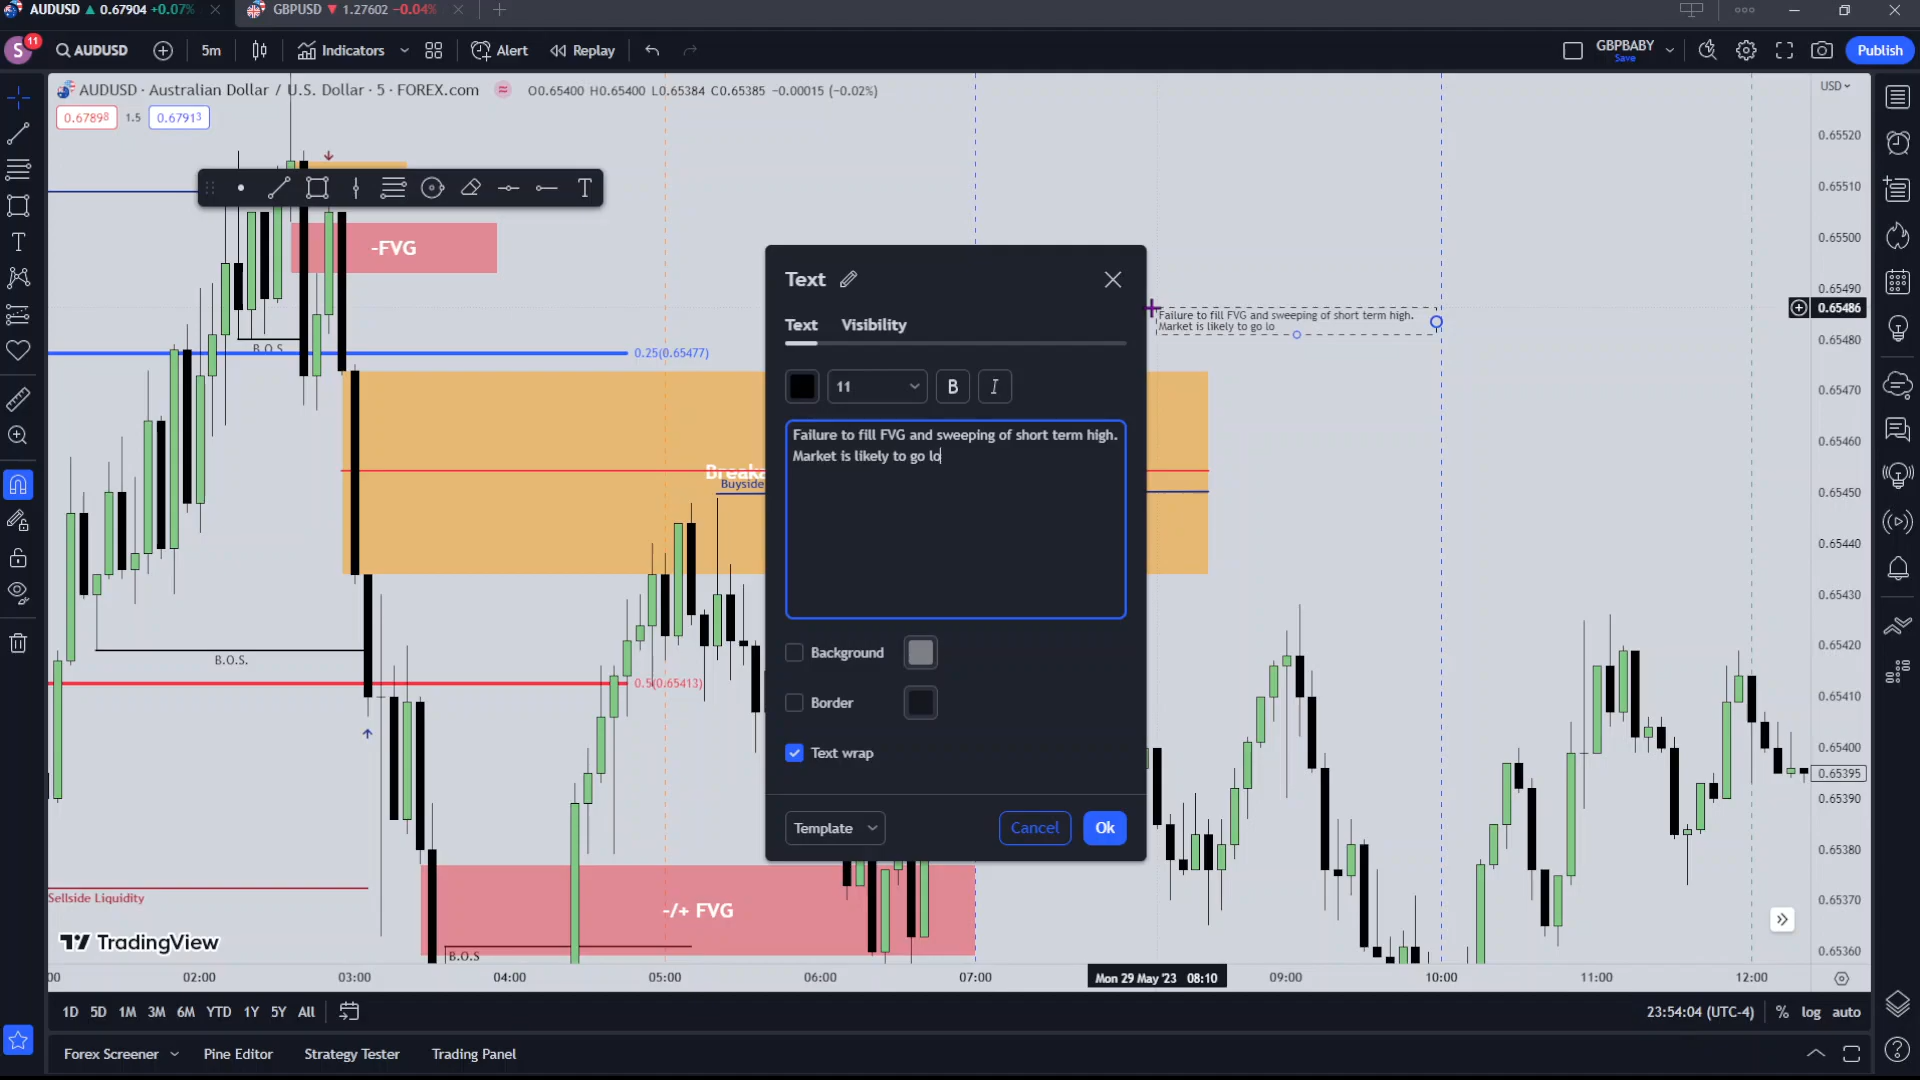 AUDUSD ▲ 0.67904 +0.07%
GBPUSD ▼ 1.27602 −0.04%
S 11
AUDUSD
5m
Indicators
Alert
Replay
GBPBABY
Save
Publish
AUDUSD · Australian Dollar / U.S. Dollar · 5 · FOREX.com
O0.65400 H0.65400 L0.65384 C0.65385 −0.00015 (−0.02%)
USD
0.67898 1.5 0.67913
0.65520
0.65510
0.65500
0.65490
0.65486
0.65480
0.65470
0.65460
0.65450
0.65440
0.65430
0.65420
0.65410
0.65400
0.65395
0.65390
0.65380
0.65370
0.65360
-FVG
B.O.S
0.25(0.65477)
Breaka
Buyside
B.O.S.
0.5(0.65413)
Sellside Liquidity
-/+ FVG
B.O.S
TradingView
Failure to fill FVG and sweeping of short term high.
Market is likely to go lo
Text
Text Visibility
11 B I
Failure to fill FVG and sweeping of short term high.
Market is likely to go lo
Background
Border
Text wrap
Template Cancel Ok
00 02:00 03:00 04:00 05:00 06:00 07:00 Mon 29 May '23 08:10 09:00 10:00 11:00 12:00
1D 5D 1M 3M 6M YTD 1Y 5Y All
23:54:04 (UTC-4) % log auto
Forex Screener Pine Editor Strategy Tester Trading Panel